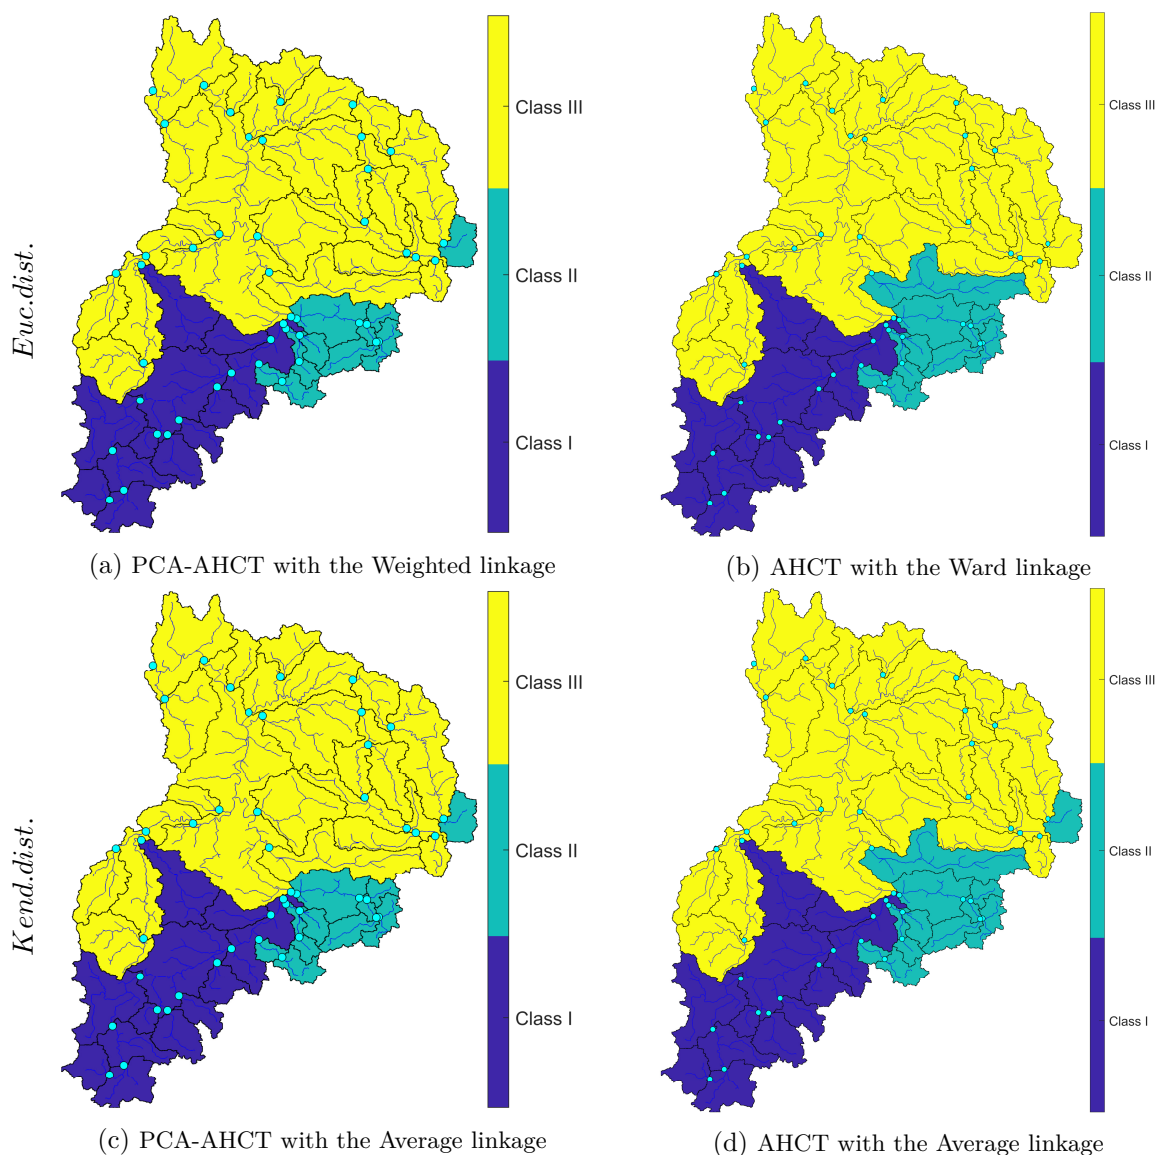 Euc.dist.
Class III
Class II
Class I
Class III
Class II
Class I
(a) PCA-AHCT with the Weighted linkage
(b) AHCT with the Ward linkage
Kend.dist.
Class III
Class II
Class I
Class III
Class II
Class I
(c) PCA-AHCT with the Average linkage
(d) AHCT with the Average linkage